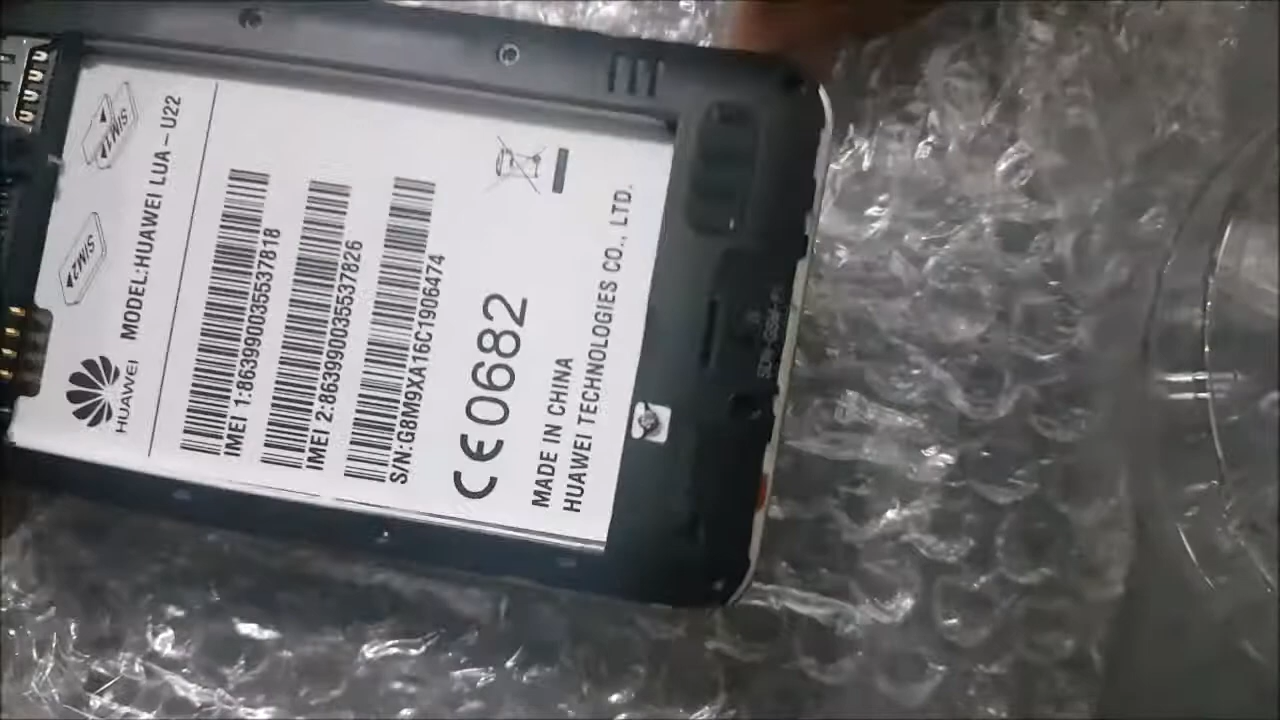 SIM1
SIM2
HUAWEI
MODEL:HUAWEI LUA-U22
IMEI 1:863990035537818
IMEI 2:863990035537826
S/N:G8M9XA16C1906474
CE0682
MADE IN CHINA
HUAWEI TECHNOLOGIES CO., LTD.